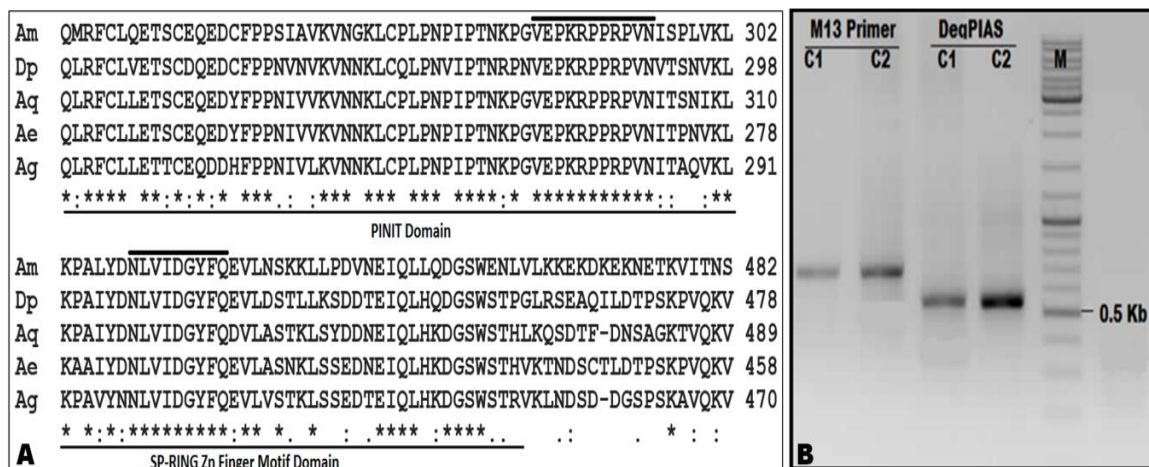 Am QMRFCLQETSCEQEDCFPPSIAVKVNGKLCPLPNPIPTNKPGVEPKRPPRPVNISPLVKL 302
Dp QLRFCLVETSCDQEDCFPPNVNVKVNNKLCQLPNVIPTNRPNVEPKRPPRPVNVTSNVKL 298
Aq QLRFCLLETSCEQEDYFPPNIVVKVNNKLCPLPNPIPTNKPGVEPKRPPRPVNITSNIKL 310
Ae QLRFCLLETSCEQEDYFPPNIVVKVNNKLCPLPNPIPTNKPGVEPKRPPRPVNITPNVKL 278
Ag QLRFCLLETTCEQDDHFPPNIVLKVNNKLCPLPNPIPTNKPGVEPKRPPRPVNITAQVKL 291
*:**** **:*:*:* ***.: :***.*** *** ****:*.***********:: :**
PINIT Domain
Am KPALYDNLVIDGYFQEVLNSKKLLPDVNEIQLLQDGSWENLVLKKEKDKEKNETKVITNS 482
Dp KPAIYDNLVIDGYFQEVLDSTLLKSDDTEIQLHQDGSWSTPGLRSEAQILDTPSKPVQKV 478
Aq KPAIYDNLVIDGYFQDVLASTKLSYDDNEIQLHKDGSWSTHLKQSDTF-DNSAGKTVQKV 489
Ae KAAIYDNLVIDGYFQEVLASNKLSSEDNEIQLHKDGSWSTHVKTNDSCTLDTPSKPVQKV 458
Ag KPAVYNNLVIDGYFQEVLVSTKLSSEDTEIQLHKDGSWSTRVKLNDSD-DGSPSKAVQKV 470
* *:*:*********:** *. * : .**** :****.. .: . * : :
A SP-RING Zn Finger Motif Domain
M13 Primer DeqPIAS
C1 C2 C1 C2 M
0.5 Kb
B